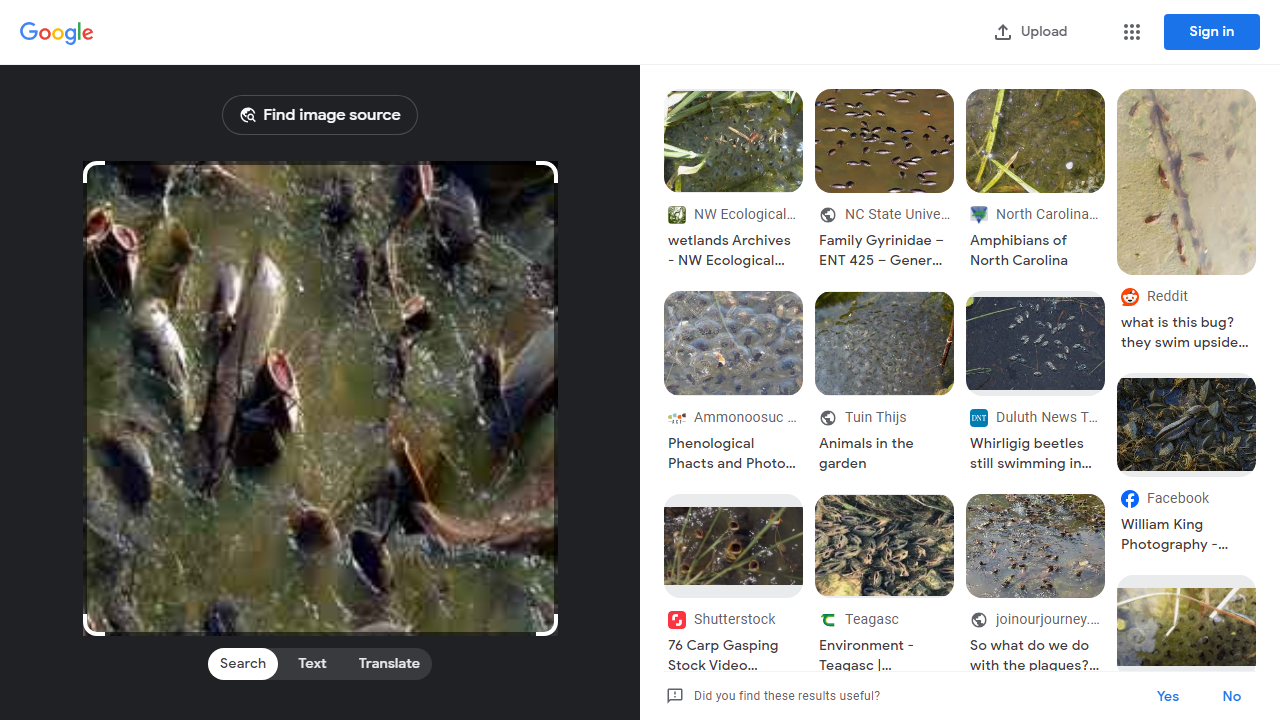 Google
Upload
Sign in
Find image source
Search
Text
Translate
NW Ecological...
wetlands Archives
- NW Ecological...
NC State Unive...
Family Gyrinidae –
ENT 425 – Gener...
North Carolina...
Amphibians of
North Carolina
Reddit
what is this bug?
they swim upside...
Ammonoosuc ...
Phenological
Phacts and Photo...
Tuin Thijs
Animals in the
garden
DNT
Duluth News T...
Whirligig beetles
still swimming in...
Facebook
William King
Photography -...
Shutterstock
76 Carp Gasping
Stock Video...
Teagasc
Environment -
Teagasc |...
joinourjourney....
So what do we do
with the plagues?...
Did you find these results useful?
Yes
No